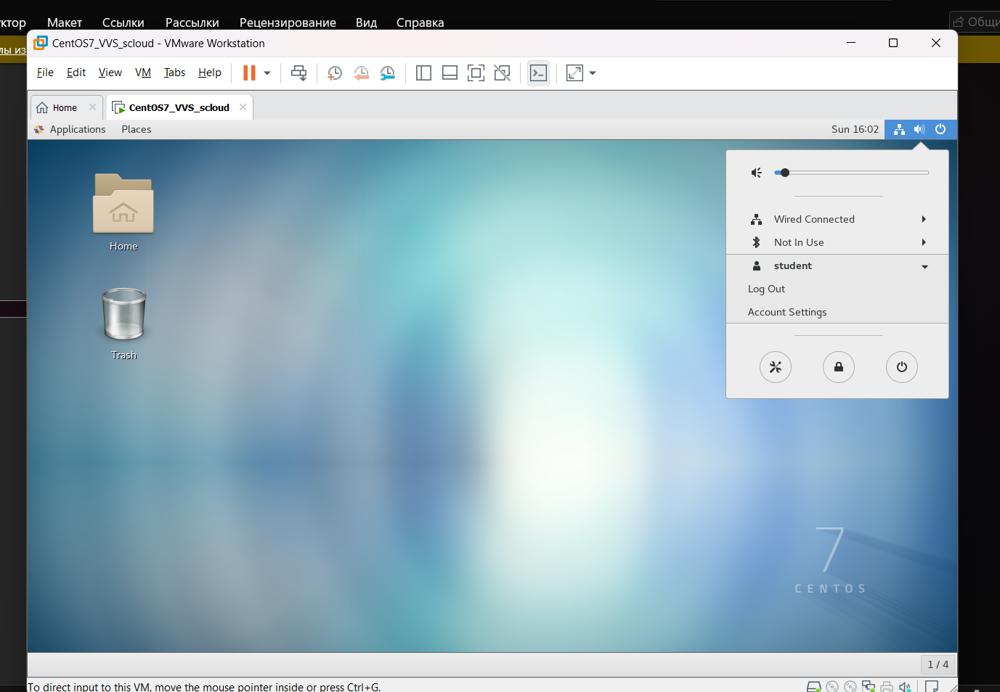 ктор Макет Ссылки Рассылки Рецензирование Вид Справка
Общи
лы из
CentOS7_VVS_scloud - VMware Workstation
File Edit View VM Tabs Help
Home CentOS7_VVS_scloud
Applications Places Sun 16:02
Wired Connected
Not In Use
student
Log Out
Account Settings
Home
Trash
7
CENTOS
1 / 4
To direct input to this VM, move the mouse pointer inside or press Ctrl+G.